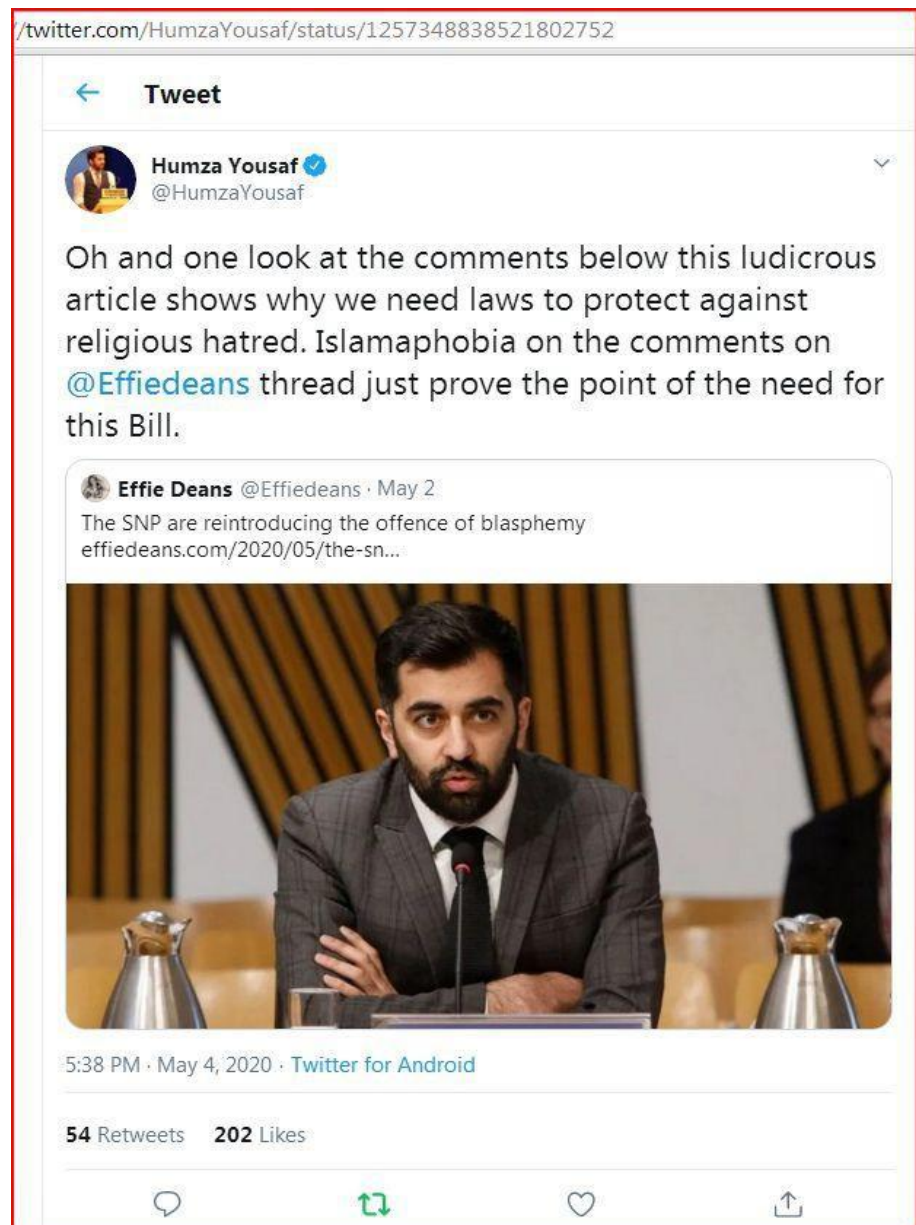 //twitter.com/HumzaYousaf/status/1257348838521802752
Tweet
Humza Yousaf
@HumzaYousaf
Oh and one look at the comments below this ludicrous
article shows why we need laws to protect against
religious hatred. Islamaphobia on the comments on
@Effiedeans thread just prove the point of the need for
this Bill.
Effie Deans @Effiedeans · May 2
The SNP are reintroducing the offence of blasphemy
effiedeans.com/2020/05/the-sn...
5:38 PM · May 4, 2020 · Twitter for Android
54 Retweets 202 Likes